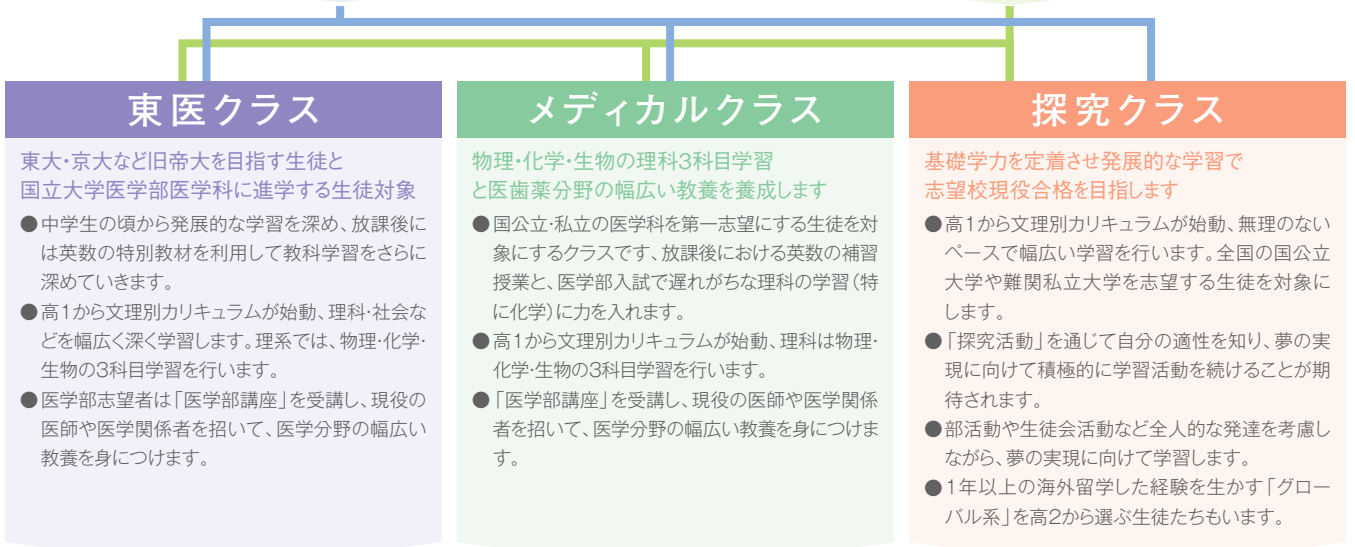 東医クラス
東大・京大など旧帝大を目指す生徒と
国立大学医学部医学科に進学する生徒対象
●中学生の頃から発展的な学習を深め、放課後に
は英数の特別教材を利用して教科学習をさらに
深めていきます。
●高1から文理別カリキュラムが始動、理科・社会な
どを幅広く深く学習します。理系では、物理・化学・
生物の3科目学習を行います。
●医学部志望者は「医学部講座」を受講し、現役の
医師や医学関係者を招いて、医学分野の幅広い
教養を身につけます。
メディカルクラス
物理・化学・生物の理科3科目学習
と医歯薬分野の幅広い教養を養成します
●国公立・私立の医学科を第一志望にする生徒を対
象にするクラスです、放課後における英数の補習
授業と、医学部入試で遅れがちな理科の学習(特
に化学)に力を入れます。
●高1から文理別カリキュラムが始動、理科は物理・
化学・生物の3科目学習を行います。
●「医学部講座」を受講し、現役の医師や医学関係
者を招いて、医学分野の幅広い教養を身につけま
す。
探究クラス
基礎学力を定着させ発展的な学習で
志望校現役合格を目指します
●高1から文理別カリキュラムが始動、無理のない
ペースで幅広い学習を行います。全国の国公立
大学や難関私立大学を志望する生徒を対象に
します。
●「探究活動」を通じて自分の適性を知り、夢の実
現に向けて積極的に学習活動を続けることが期
待されます。
●部活動や生徒会活動など全人的な発達を考慮し
ながら、夢の実現に向けて学習します。
●1年以上の海外留学した経験を生かす「グロー
バル系」を高2から選ぶ生徒たちもいます。